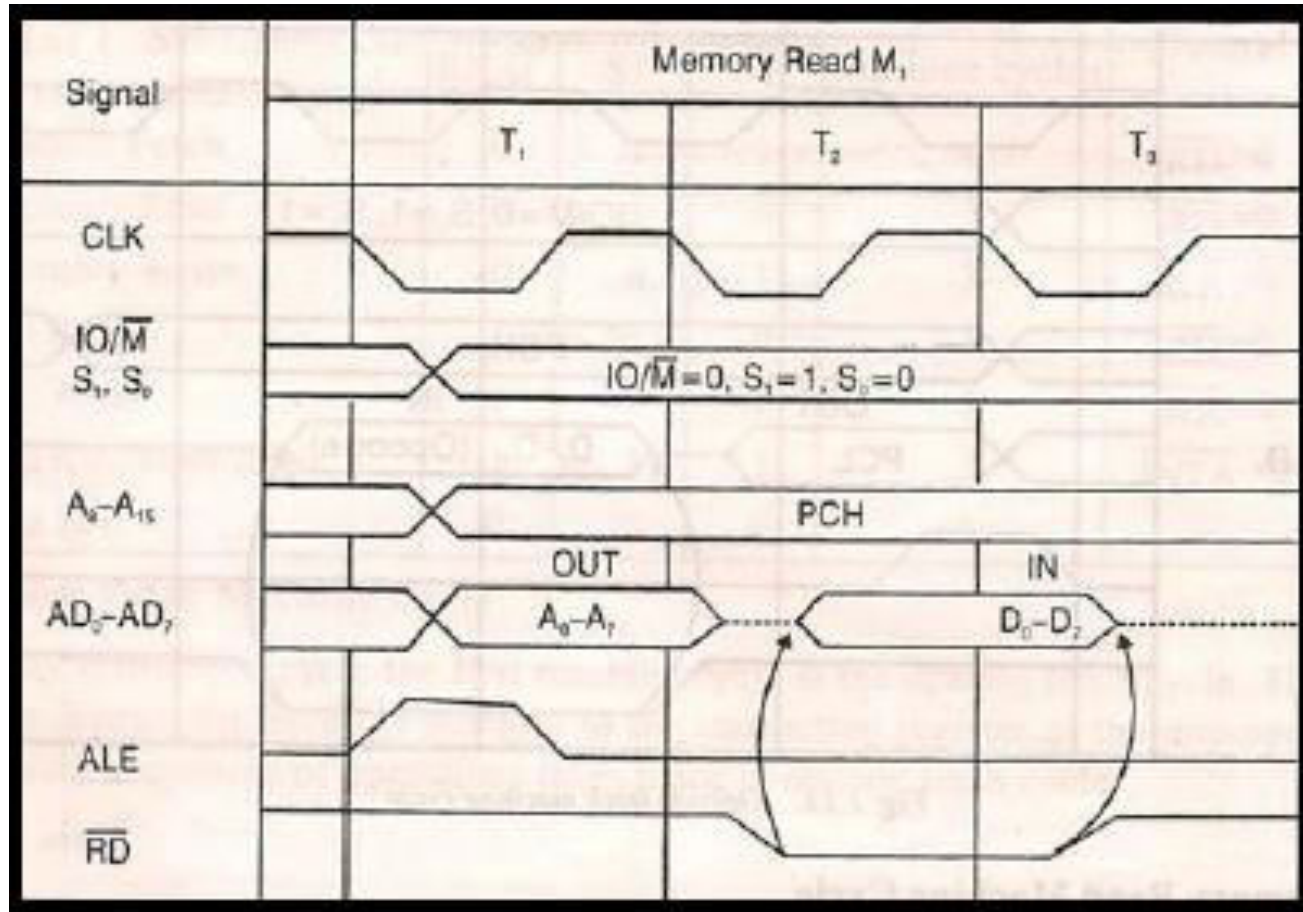 Memory Read M₁
Signal
T₁ T₂ T₃
CLK
IO/M̅
S₁, S₀
IO/M̅=0, S₁=1, S₀=0
A₈–A₁₅
PCH
OUT IN
AD₀–AD₇
A₀–A₇
D₀–D₇
ALE
R̅D̅